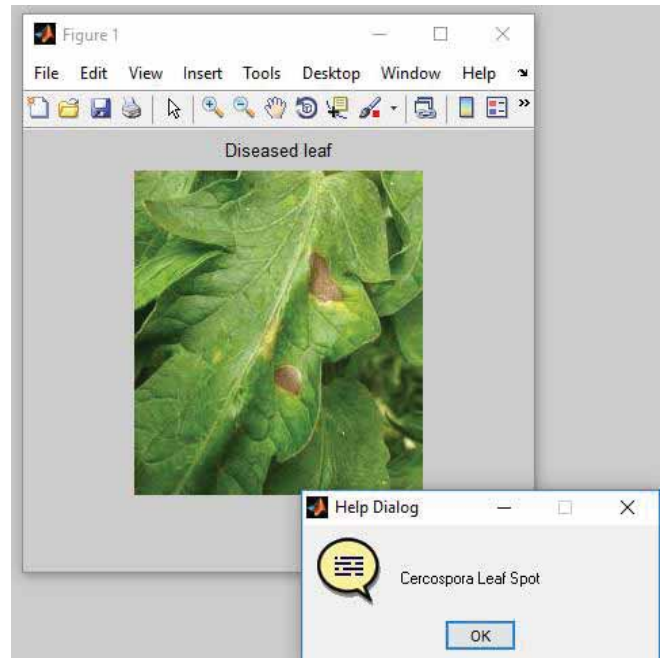 Figure 1
File Edit View Insert Tools Desktop Window Help
Diseased leaf
Help Dialog
Cercospora Leaf Spot
OK